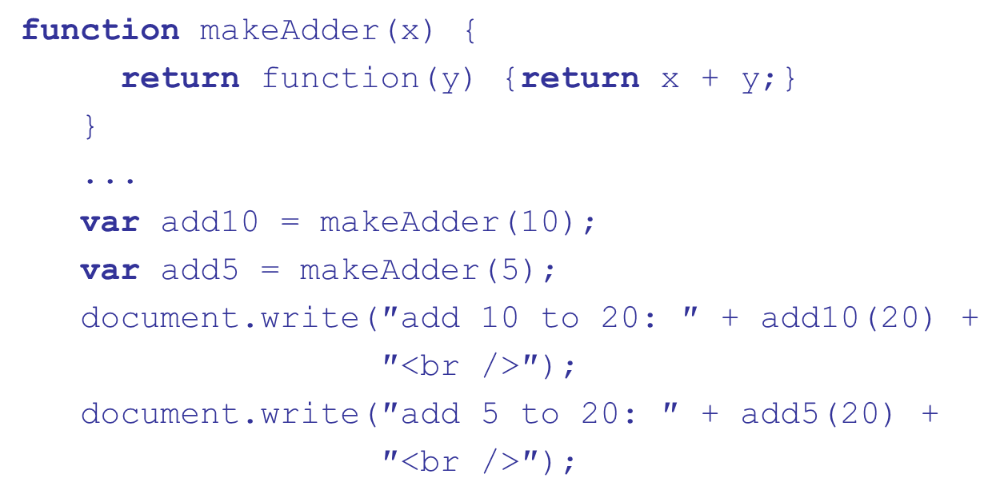 function makeAdder(x) {
return function(y) {return x + y;}
}
...
var add10 = makeAdder(10);
var add5 = makeAdder(5);
document.write("add 10 to 20: " + add10(20) +
"<br />");
document.write("add 5 to 20: " + add5(20) +
"<br />");